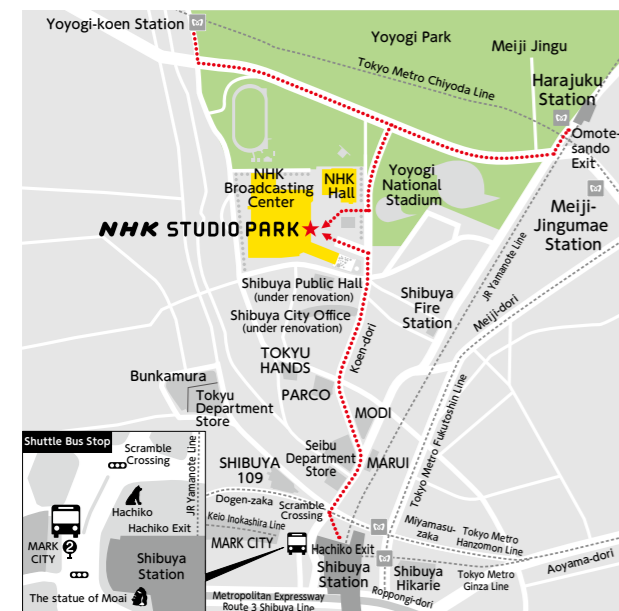 Yoyogi-koen Station
Yoyogi Park
Meiji Jingu
Tokyo Metro Chiyoda Line
Harajuku
Station
Omote-
sando
Exit
NHK
Broadcasting
Center
NHK
Hall
Yoyogi
National
Stadium
Meiji-
Jingumae
Station
NHK STUDIO PARK
JR Yamanote Line
Meiji-dori
Shibuya Public Hall
(under renovation)
Shibuya City Office
(under renovation)
Shibuya
Fire
Station
Koen-dori
TOKYU
HANDS
Bunkamura
PARCO
Tokyu
Department
Store
MODI
Tokyo Metro Fukutoshin Line
Seibu
Department
Store
MARUI
SHIBUYA
109
Dogen-zaka
Scramble
Crossing
Keio Inokashira Line
Miyamasu-
zaka
Tokyo Metro
Hanzomon Line
MARK CITY
Hachiko Exit
Shibuya
Station
Shibuya
Hikarie
Aoyama-dori
Tokyo Metro
Ginza Line
Roppongi-dori
Metropolitan Expressway
Route 3 Shibuya Line
Shuttle Bus Stop
Scramble
Crossing
JR Yamanote Line
Hachiko
Hachiko Exit
MARK
CITY
2
Shibuya
Station
The statue of Moai